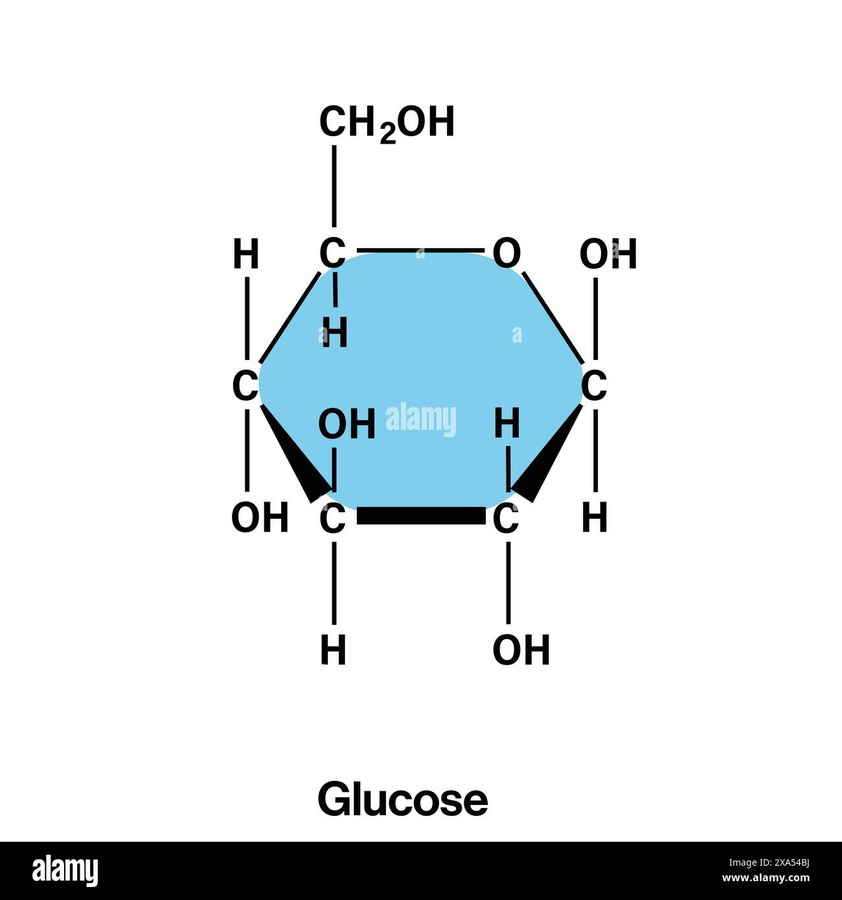 CH2OH
H C O OH
H
C C
OH H
OH C C H
H OH
Glucose
alamy
a
a
a
a
alamy
Image ID: 2XA54BJ
www.alamy.com